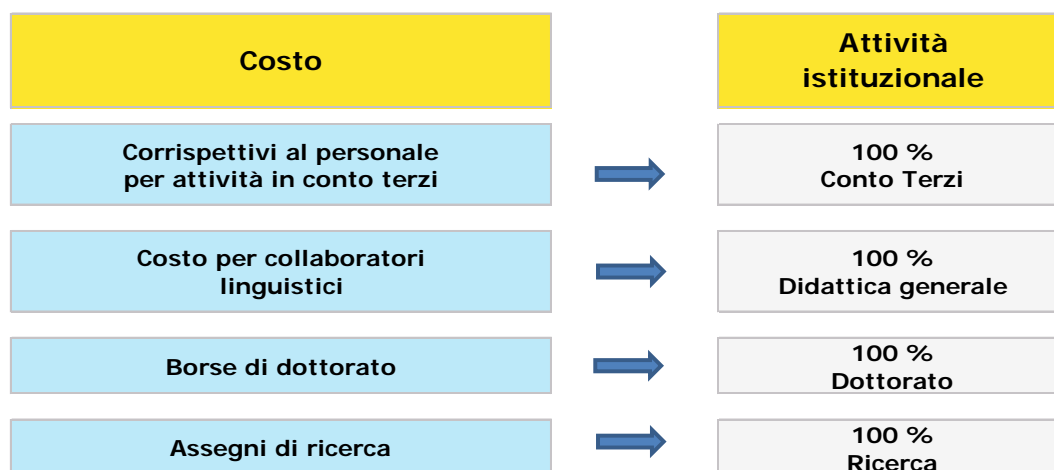 Costo
Attività
istituzionale
Corrispettivi al personale
per attività in conto terzi
100 %
Conto Terzi
Costo per collaboratori
linguistici
100 %
Didattica generale
Borse di dottorato
100 %
Dottorato
Assegni di ricerca
100 %
Ricerca